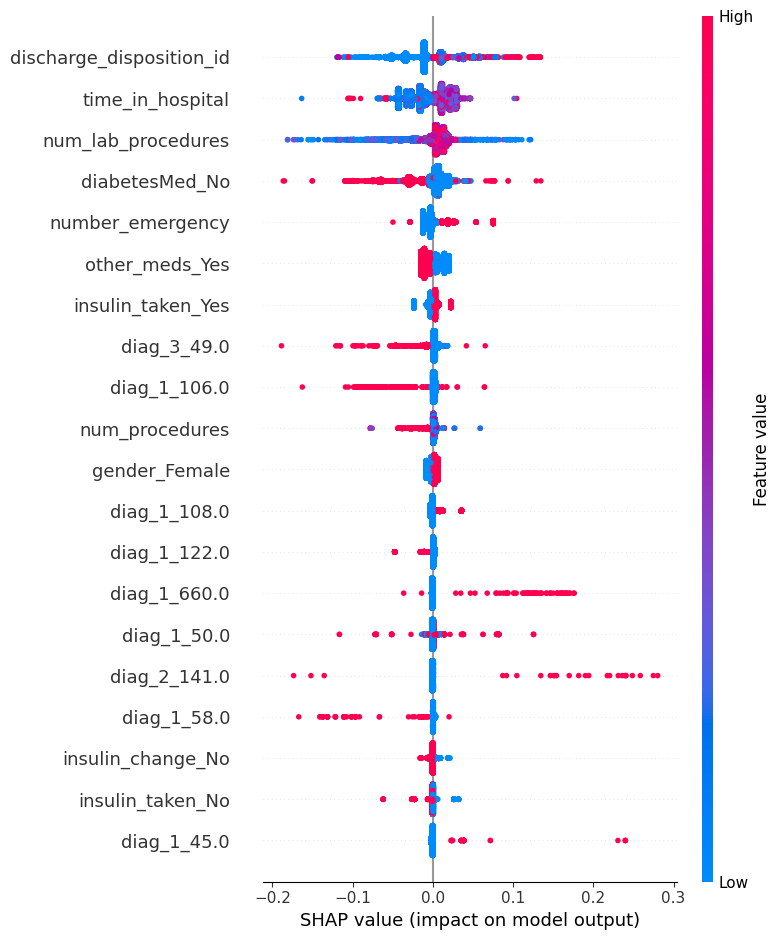 High
discharge_disposition_id
time_in_hospital
num_lab_procedures
diabetesMed_No
number_emergency
other_meds_Yes
insulin_taken_Yes
diag_3_49.0
diag_1_106.0
num_procedures
gender_Female
diag_1_108.0
diag_1_122.0
diag_1_660.0
diag_1_50.0
diag_2_141.0
diag_1_58.0
insulin_change_No
insulin_taken_No
diag_1_45.0
Feature value
Low
−0.2 −0.1 0.0 0.1 0.2 0.3
SHAP value (impact on model output)